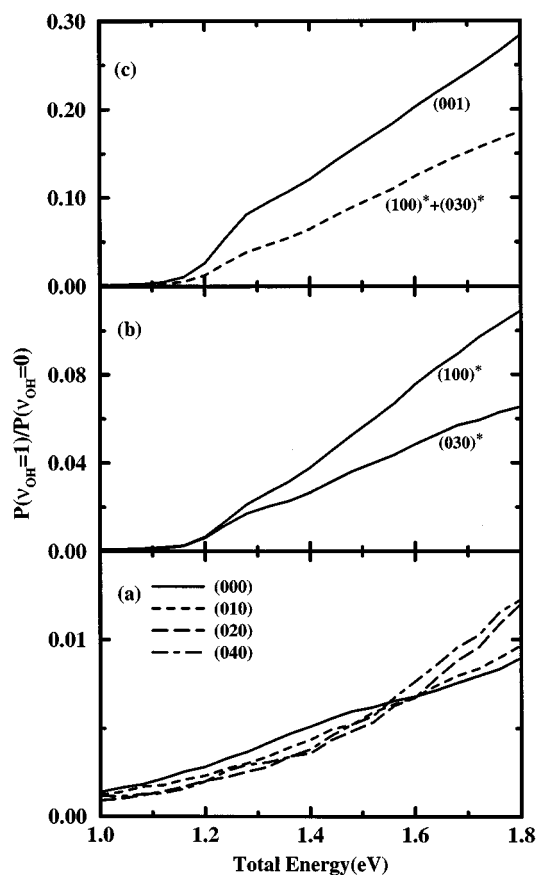 0.30
(c)
(001)
0.20
0.10
(100)*+(030)*
0.00
(b)
(100)*
0.08
(030)*
0.04
0.00
P(νOH=1)/P(νOH=0)
(a)
(000)
(010)
(020)
(040)
0.01
0.00
1.0 1.2 1.4 1.6 1.8
Total Energy(eV)